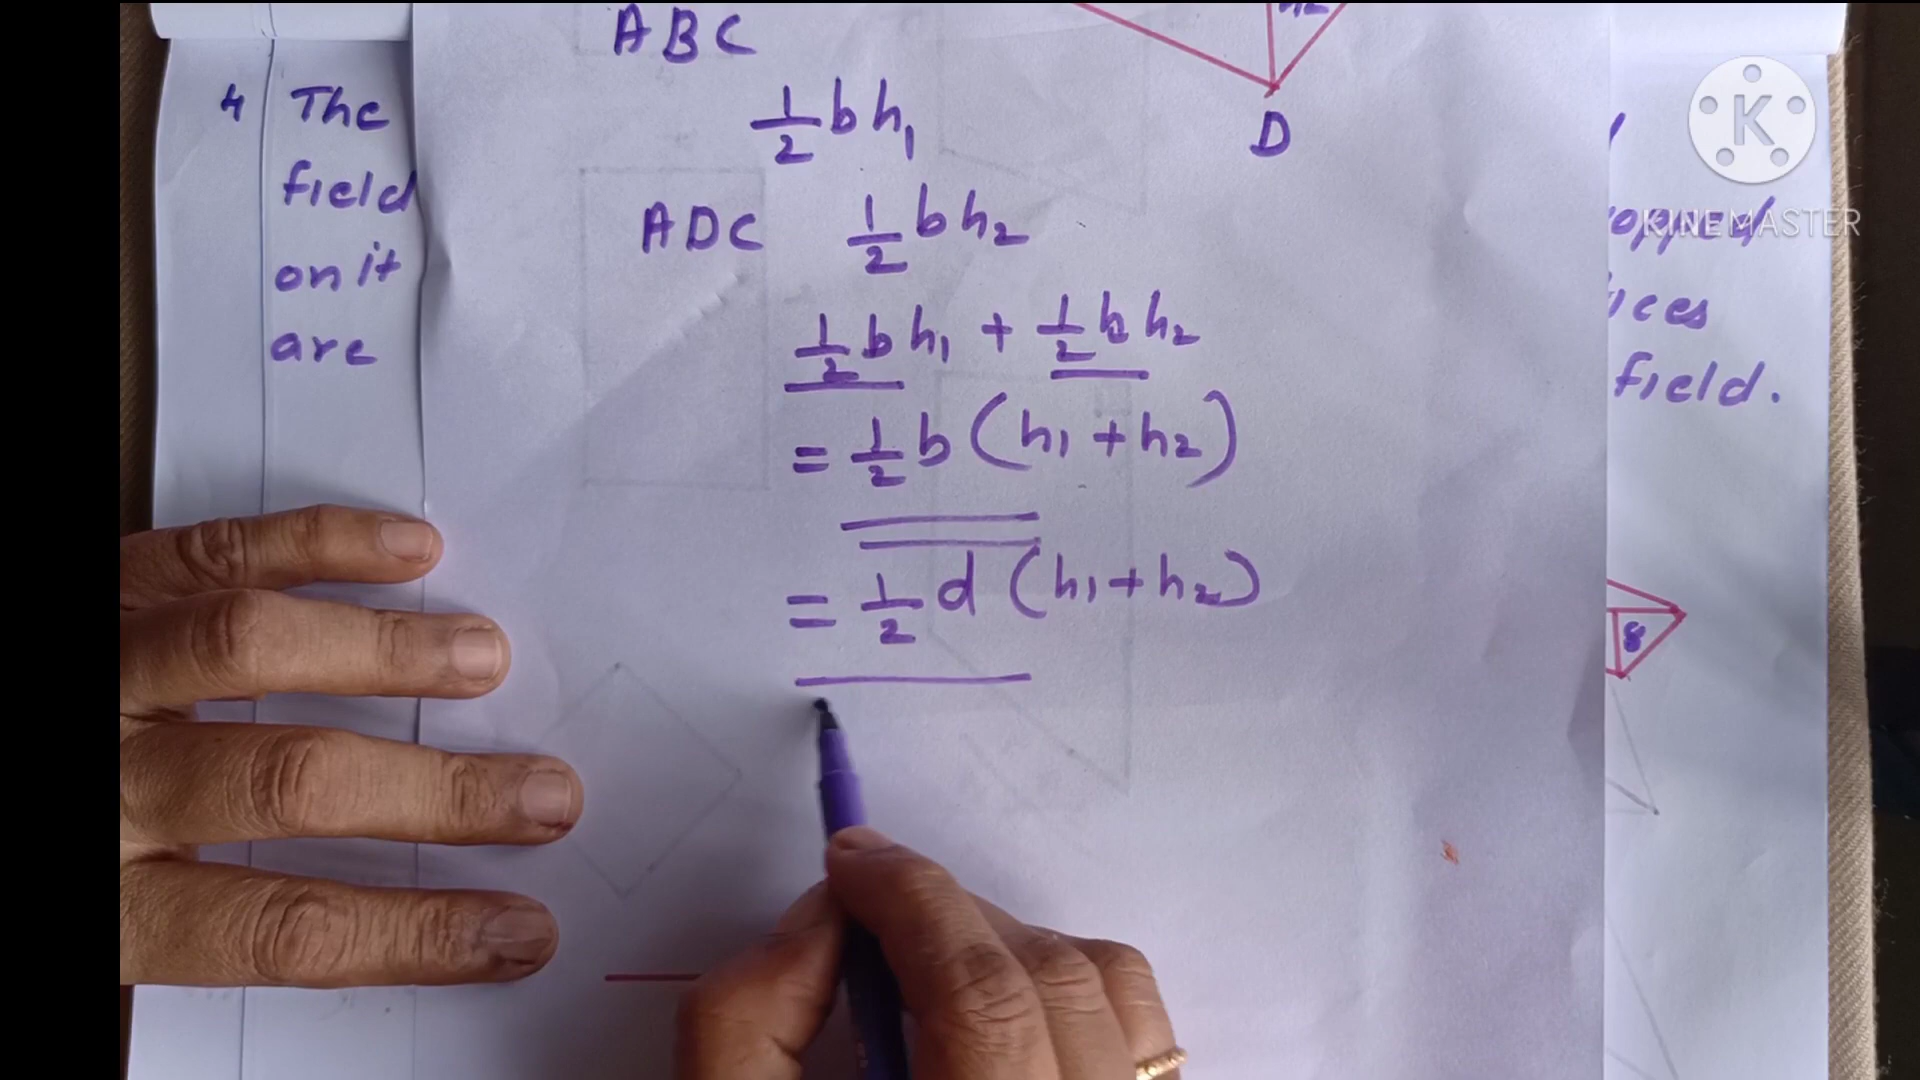 ABC
h2
D
1/2 b h₁
ADC 1/2 b h₂
1/2 b h₁ + 1/2 b h₂
= 1/2 b (h₁ + h₂)
= 1/2 d (h₁ + h₂)
4 The
field
on it
are
field.
8
K
KINEMASTER